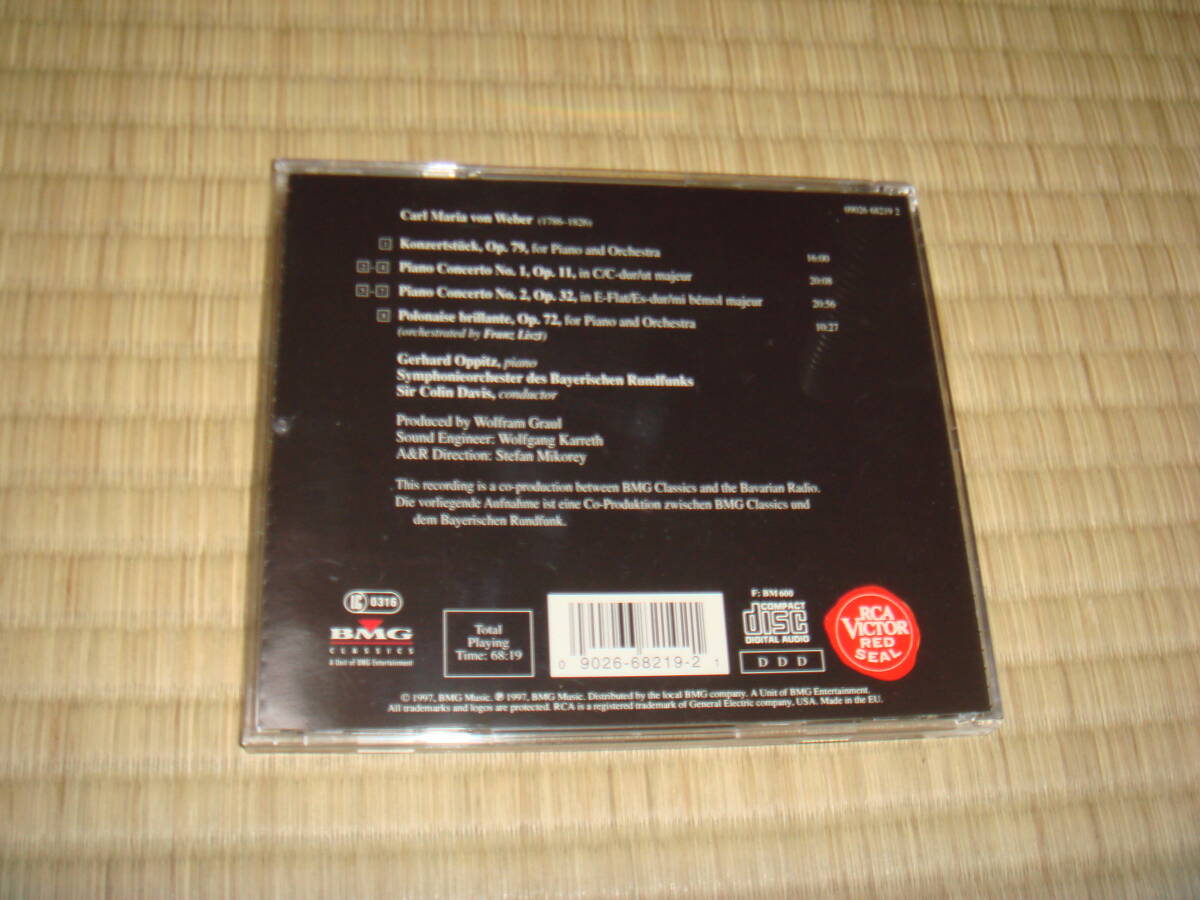 09026 68219 2
Carl Maria von Weber (1786–1826)
1 Konzertstück, Op. 79, for Piano and Orchestra 16:00
2 - 4 Piano Concerto No. 1, Op. 11, in C/C-dur/ut majeur 20:08
5 - 7 Piano Concerto No. 2, Op. 32, in E-Flat/Es-dur/mi bémol majeur 20:56
8 Polonaise brillante, Op. 72, for Piano and Orchestra 10:27
(orchestrated by Franz Liszt)
Gerhard Oppitz, piano
Symphonieorchester des Bayerischen Rundfunks
Sir Colin Davis, conductor
Produced by Wolfram Graul
Sound Engineer: Wolfgang Karreth
A&R Direction: Stefan Mikorey
This recording is a co-production between BMG Classics and the Bavarian Radio.
Die vorliegende Aufnahme ist eine Co-Produktion zwischen BMG Classics und
dem Bayerischen Rundfunk.
LC 0316
BMG
CLASSICS
A Unit of BMG Entertainment
Total
Playing
Time: 68:19
0 9026-68219-2 1
F: BM 600
COMPACT
disc
DIGITAL AUDIO
D D D
RCA
VICTOR
RED
SEAL
© 1997, BMG Music. ℗ 1997, BMG Music. Distributed by the local BMG company. A Unit of BMG Entertainment.
All trademarks and logos are protected. RCA is a registered trademark of General Electric company, USA. Made in the EU.